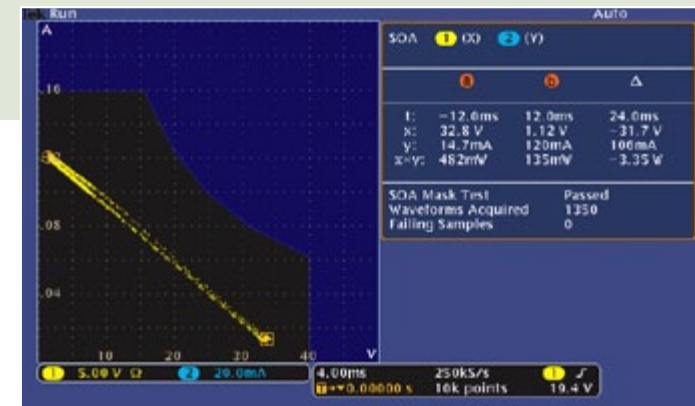 Tek Run
Auto
A
SOA 1 (X) 2 (Y)
a b Δ
.16
t: -12.0ms 12.0ms 24.0ms
x: 32.8 V 1.12 V -31.7 V
y: 14.7mA 120mA 106mA
x×y: 482mW 135mW -3.35 W
SOA Mask Test Passed
Waveforms Acquired 1350
Failing Samples 0
.08
.04
10 20 30 40 V
1 5.00 V Ω 2 20.0mA 4.00ms 250kS/s 1
0.00000 s 10k points 19.4 V